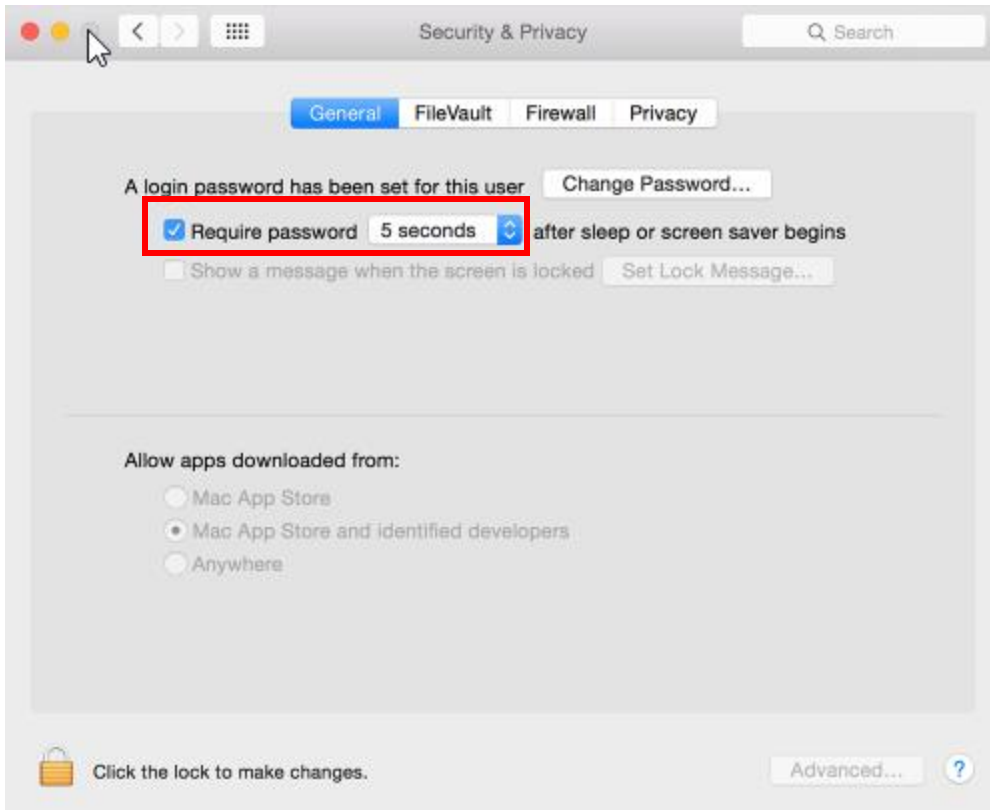 Security & Privacy
Search
General FileVault Firewall Privacy
A login password has been set for this user Change Password...
Require password 5 seconds after sleep or screen saver begins
Show a message when the screen is locked Set Lock Message...
Allow apps downloaded from:
Mac App Store
Mac App Store and identified developers
Anywhere
Click the lock to make changes.
Advanced... ?